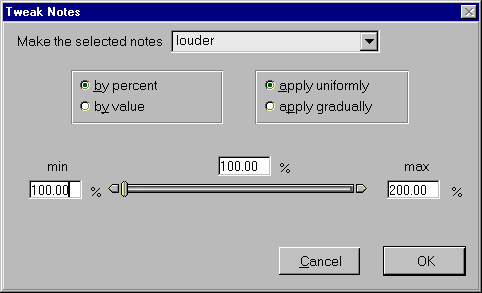 Tweak Notes
Make the selected notes louder
by percent
by value
apply uniformly
apply gradually
100.00 %
min
max
100.00 %
200.00 %
Cancel
OK